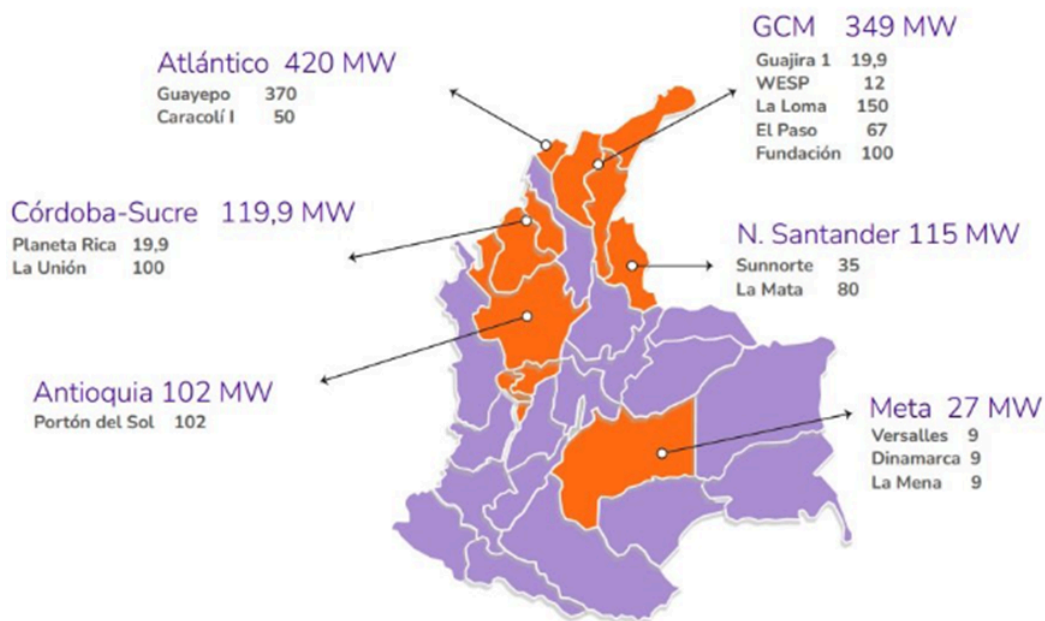 GCM 349 MW
Guajira 1 19,9
WESP 12
La Loma 150
El Paso 67
Fundación 100
Atlántico 420 MW
Guayepo 370
Caracolí I 50
Córdoba-Sucre 119,9 MW
Planeta Rica 19,9
La Unión 100
N. Santander 115 MW
Sunnorte 35
La Mata 80
Antioquia 102 MW
Portón del Sol 102
Meta 27 MW
Versalles 9
Dinamarca 9
La Mena 9